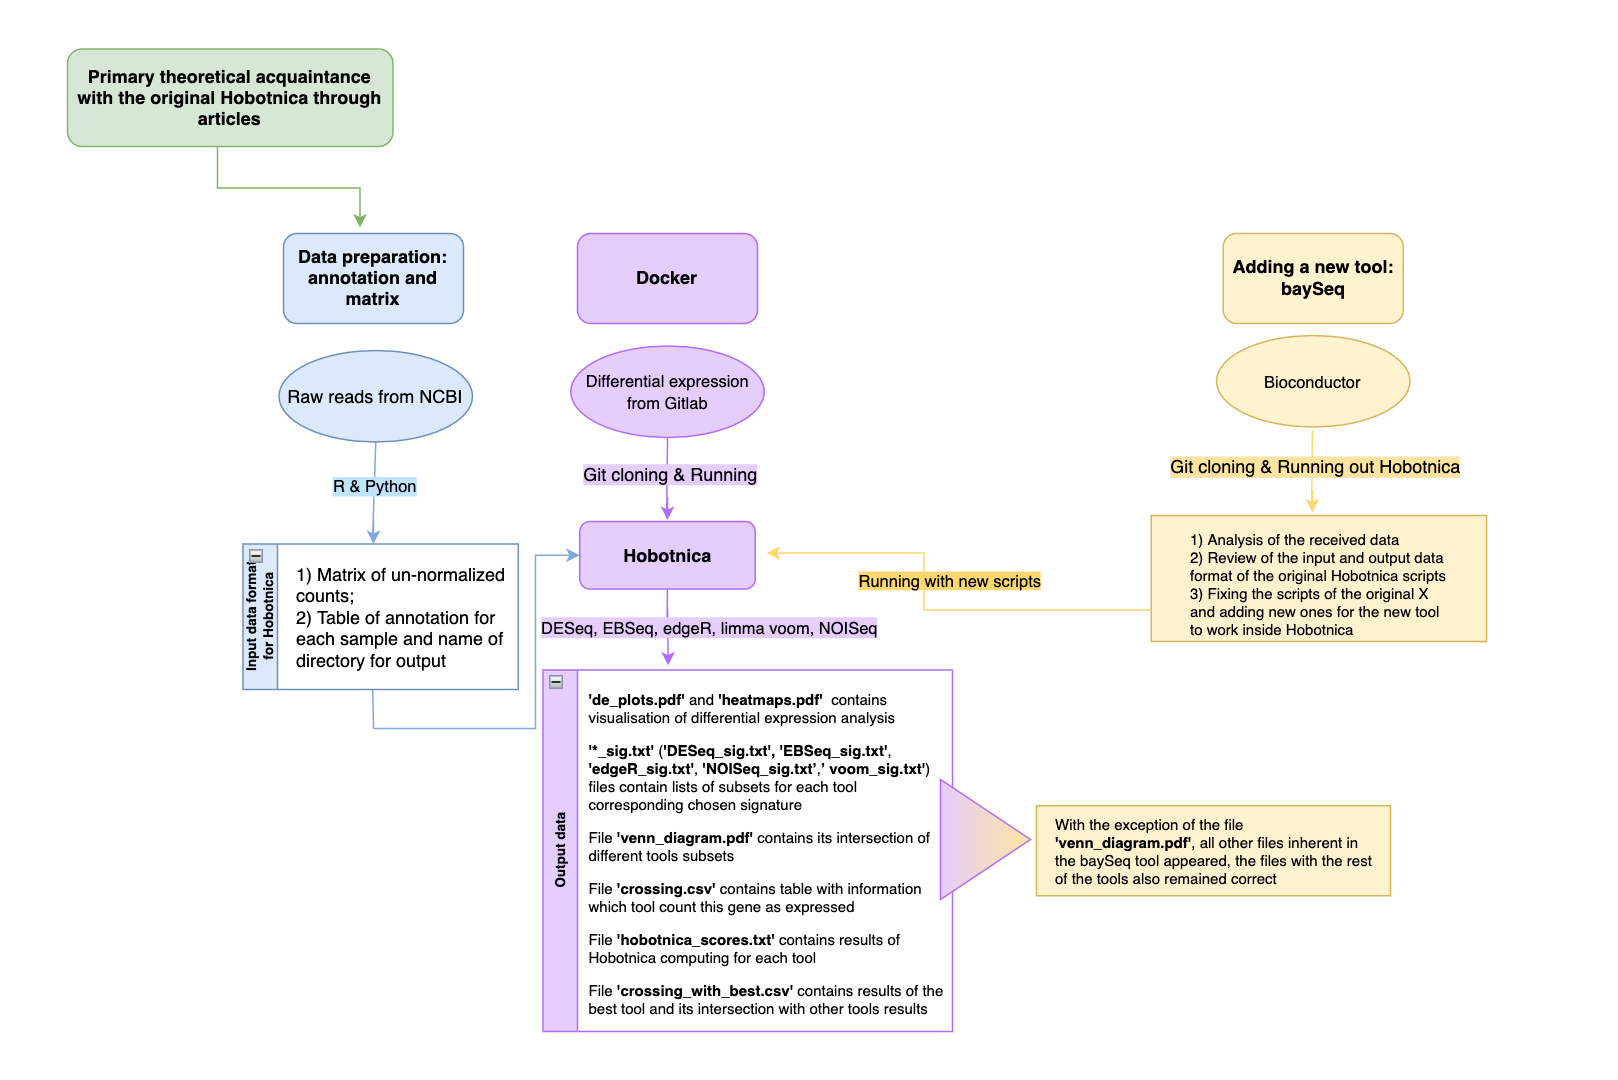 Primary theoretical acquaintance
with the original Hobotnica through
articles
Data preparation:
annotation and
matrix
Docker
Adding a new tool:
baySeq
Raw reads from NCBI
Differential expression
from Gitlab
Bioconductor
R & Python
Git cloning & Running
Git cloning & Running out Hobotnica
Input data format
for Hobotnica
1) Matrix of un-normalized
counts;
2) Table of annotation for
each sample and name of
directory for output
Hobotnica
Running with new scripts
1) Analysis of the received data
2) Review of the input and output data
format of the original Hobotnica scripts
3) Fixing the scripts of the original X
and adding new ones for the new tool
to work inside Hobotnica
DESeq, EBSeq, edgeR, limma voom, NOISeq
Output data
'de_plots.pdf' and 'heatmaps.pdf' contains
visualisation of differential expression analysis
'*_sig.txt' ('DESeq_sig.txt', 'EBSeq_sig.txt',
'edgeR_sig.txt', 'NOISeq_sig.txt',' voom_sig.txt')
files contain lists of subsets for each tool
corresponding chosen signature
File 'venn_diagram.pdf' contains its intersection of
different tools subsets
File 'crossing.csv' contains table with information
which tool count this gene as expressed
File 'hobotnica_scores.txt' contains results of
Hobotnica computing for each tool
File 'crossing_with_best.csv' contains results of the
best tool and its intersection with other tools results
With the exception of the file
'venn_diagram.pdf', all other files inherent in
the baySeq tool appeared, the files with the rest
of the tools also remained correct